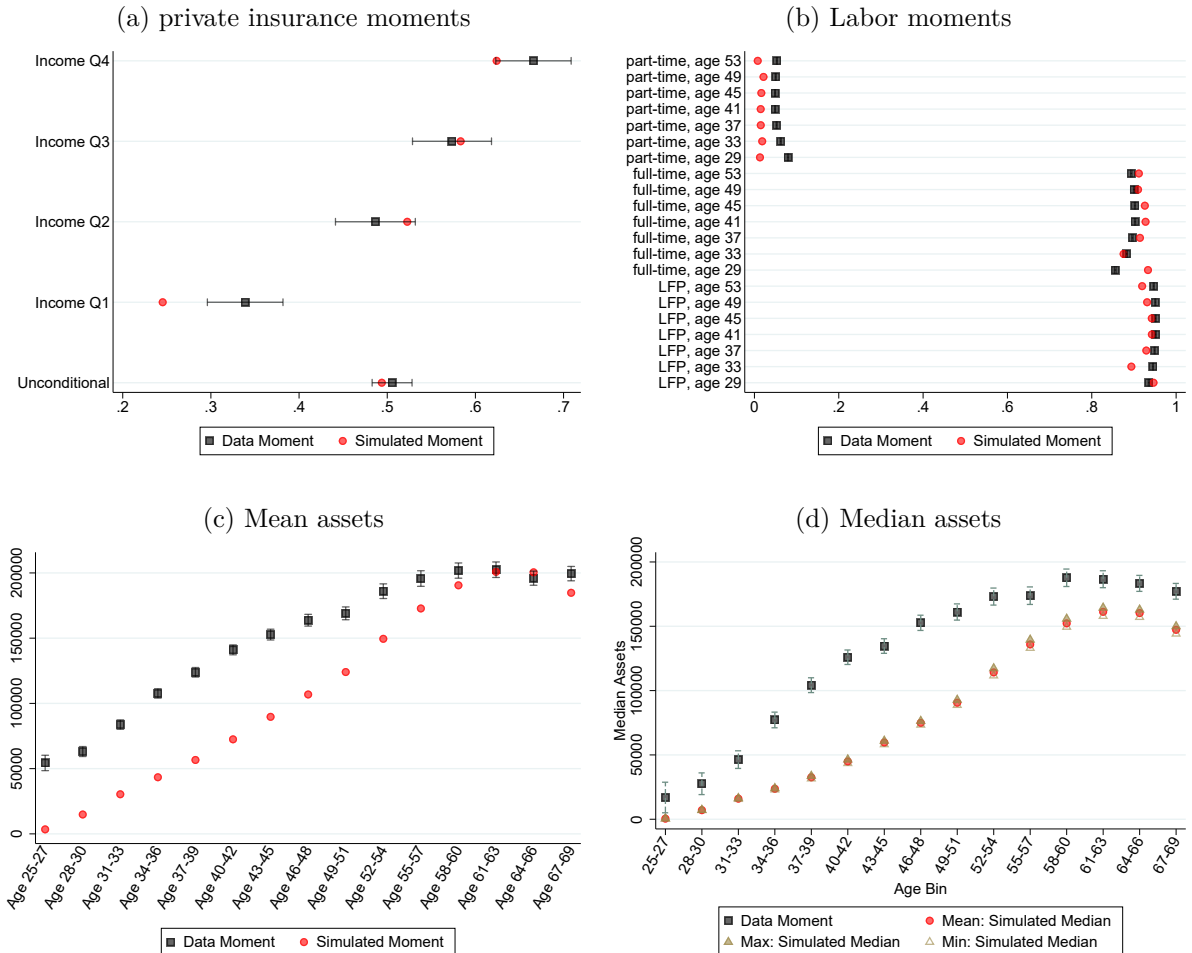 (a) private insurance moments
Income Q4
Income Q3
Income Q2
Income Q1
Unconditional
.2 .3 .4 .5 .6 .7
Data Moment Simulated Moment
(b) Labor moments
part-time, age 53
part-time, age 49
part-time, age 45
part-time, age 41
part-time, age 37
part-time, age 33
part-time, age 29
full-time, age 53
full-time, age 49
full-time, age 45
full-time, age 41
full-time, age 37
full-time, age 33
full-time, age 29
LFP, age 53
LFP, age 49
LFP, age 45
LFP, age 41
LFP, age 37
LFP, age 33
LFP, age 29
0 .2 .4 .6 .8 1
Data Moment Simulated Moment
(c) Mean assets
200000
150000
100000
50000
0
Age 25-27
Age 28-30
Age 31-33
Age 34-36
Age 37-39
Age 40-42
Age 43-45
Age 46-48
Age 49-51
Age 52-54
Age 55-57
Age 58-60
Age 61-63
Age 64-66
Age 67-69
Data Moment Simulated Moment
(d) Median assets
Median Assets
200000
150000
100000
50000
0
25-27
28-30
31-33
34-36
37-39
40-42
43-45
46-48
49-51
52-54
55-57
58-60
61-63
64-66
67-69
Age Bin
Data Moment Mean: Simulated Median
Max: Simulated Median Min: Simulated Median